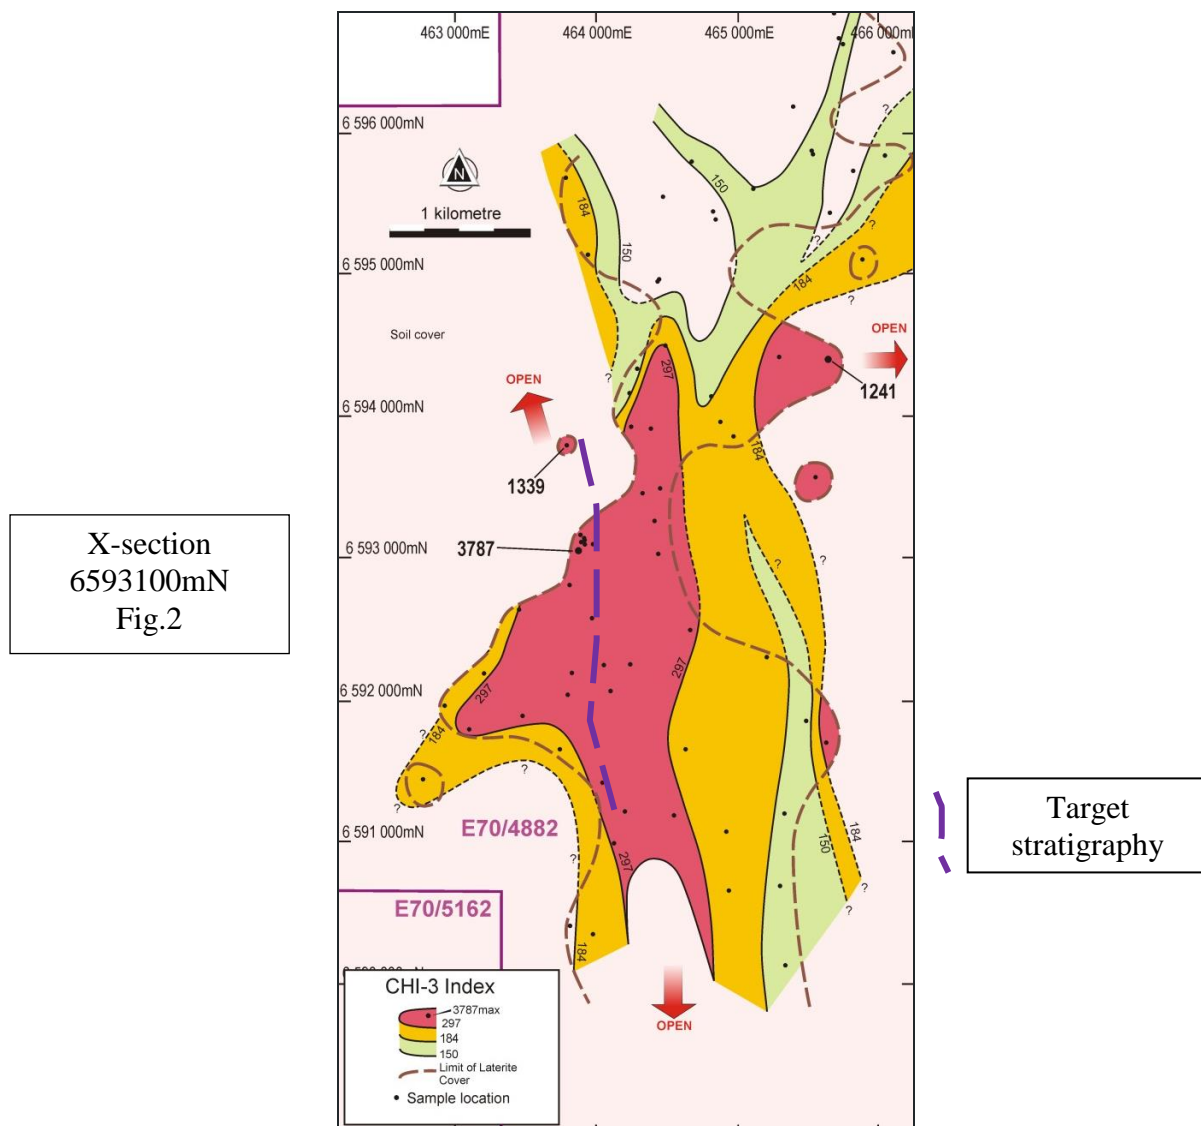 463 000mE
464 000mE
465 000mE
466 000mE
6 596 000mN
N
1 kilometre
150
184
150
6 595 000mN
184
Soil cover
OPEN
OPEN
297
1241
6 594 000mN
184
1339
X-section
6593100mN
Fig.2
3787
6 593 000mN
?
?
?
?
?
?
?
297
297
6 592 000mN
?
184
?
?
Target
stratigraphy
6 591 000mN
E70/4882
?
297
150
184
?
?
E70/5162
?
184
CHI-3 Index
3787max
297
184
150
Limit of Laterite
Cover
Sample location
OPEN